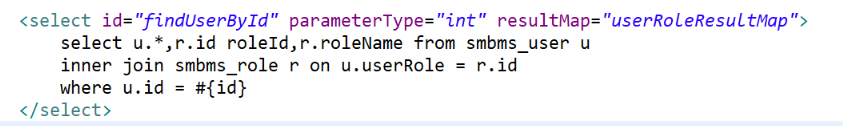 <select id="findUserById" parameterType="int" resultMap="userRoleResultMap">
select u.*,r.id roleId,r.roleName from smbms_user u
inner join smbms_role r on u.userRole = r.id
where u.id = #{id}
</select>